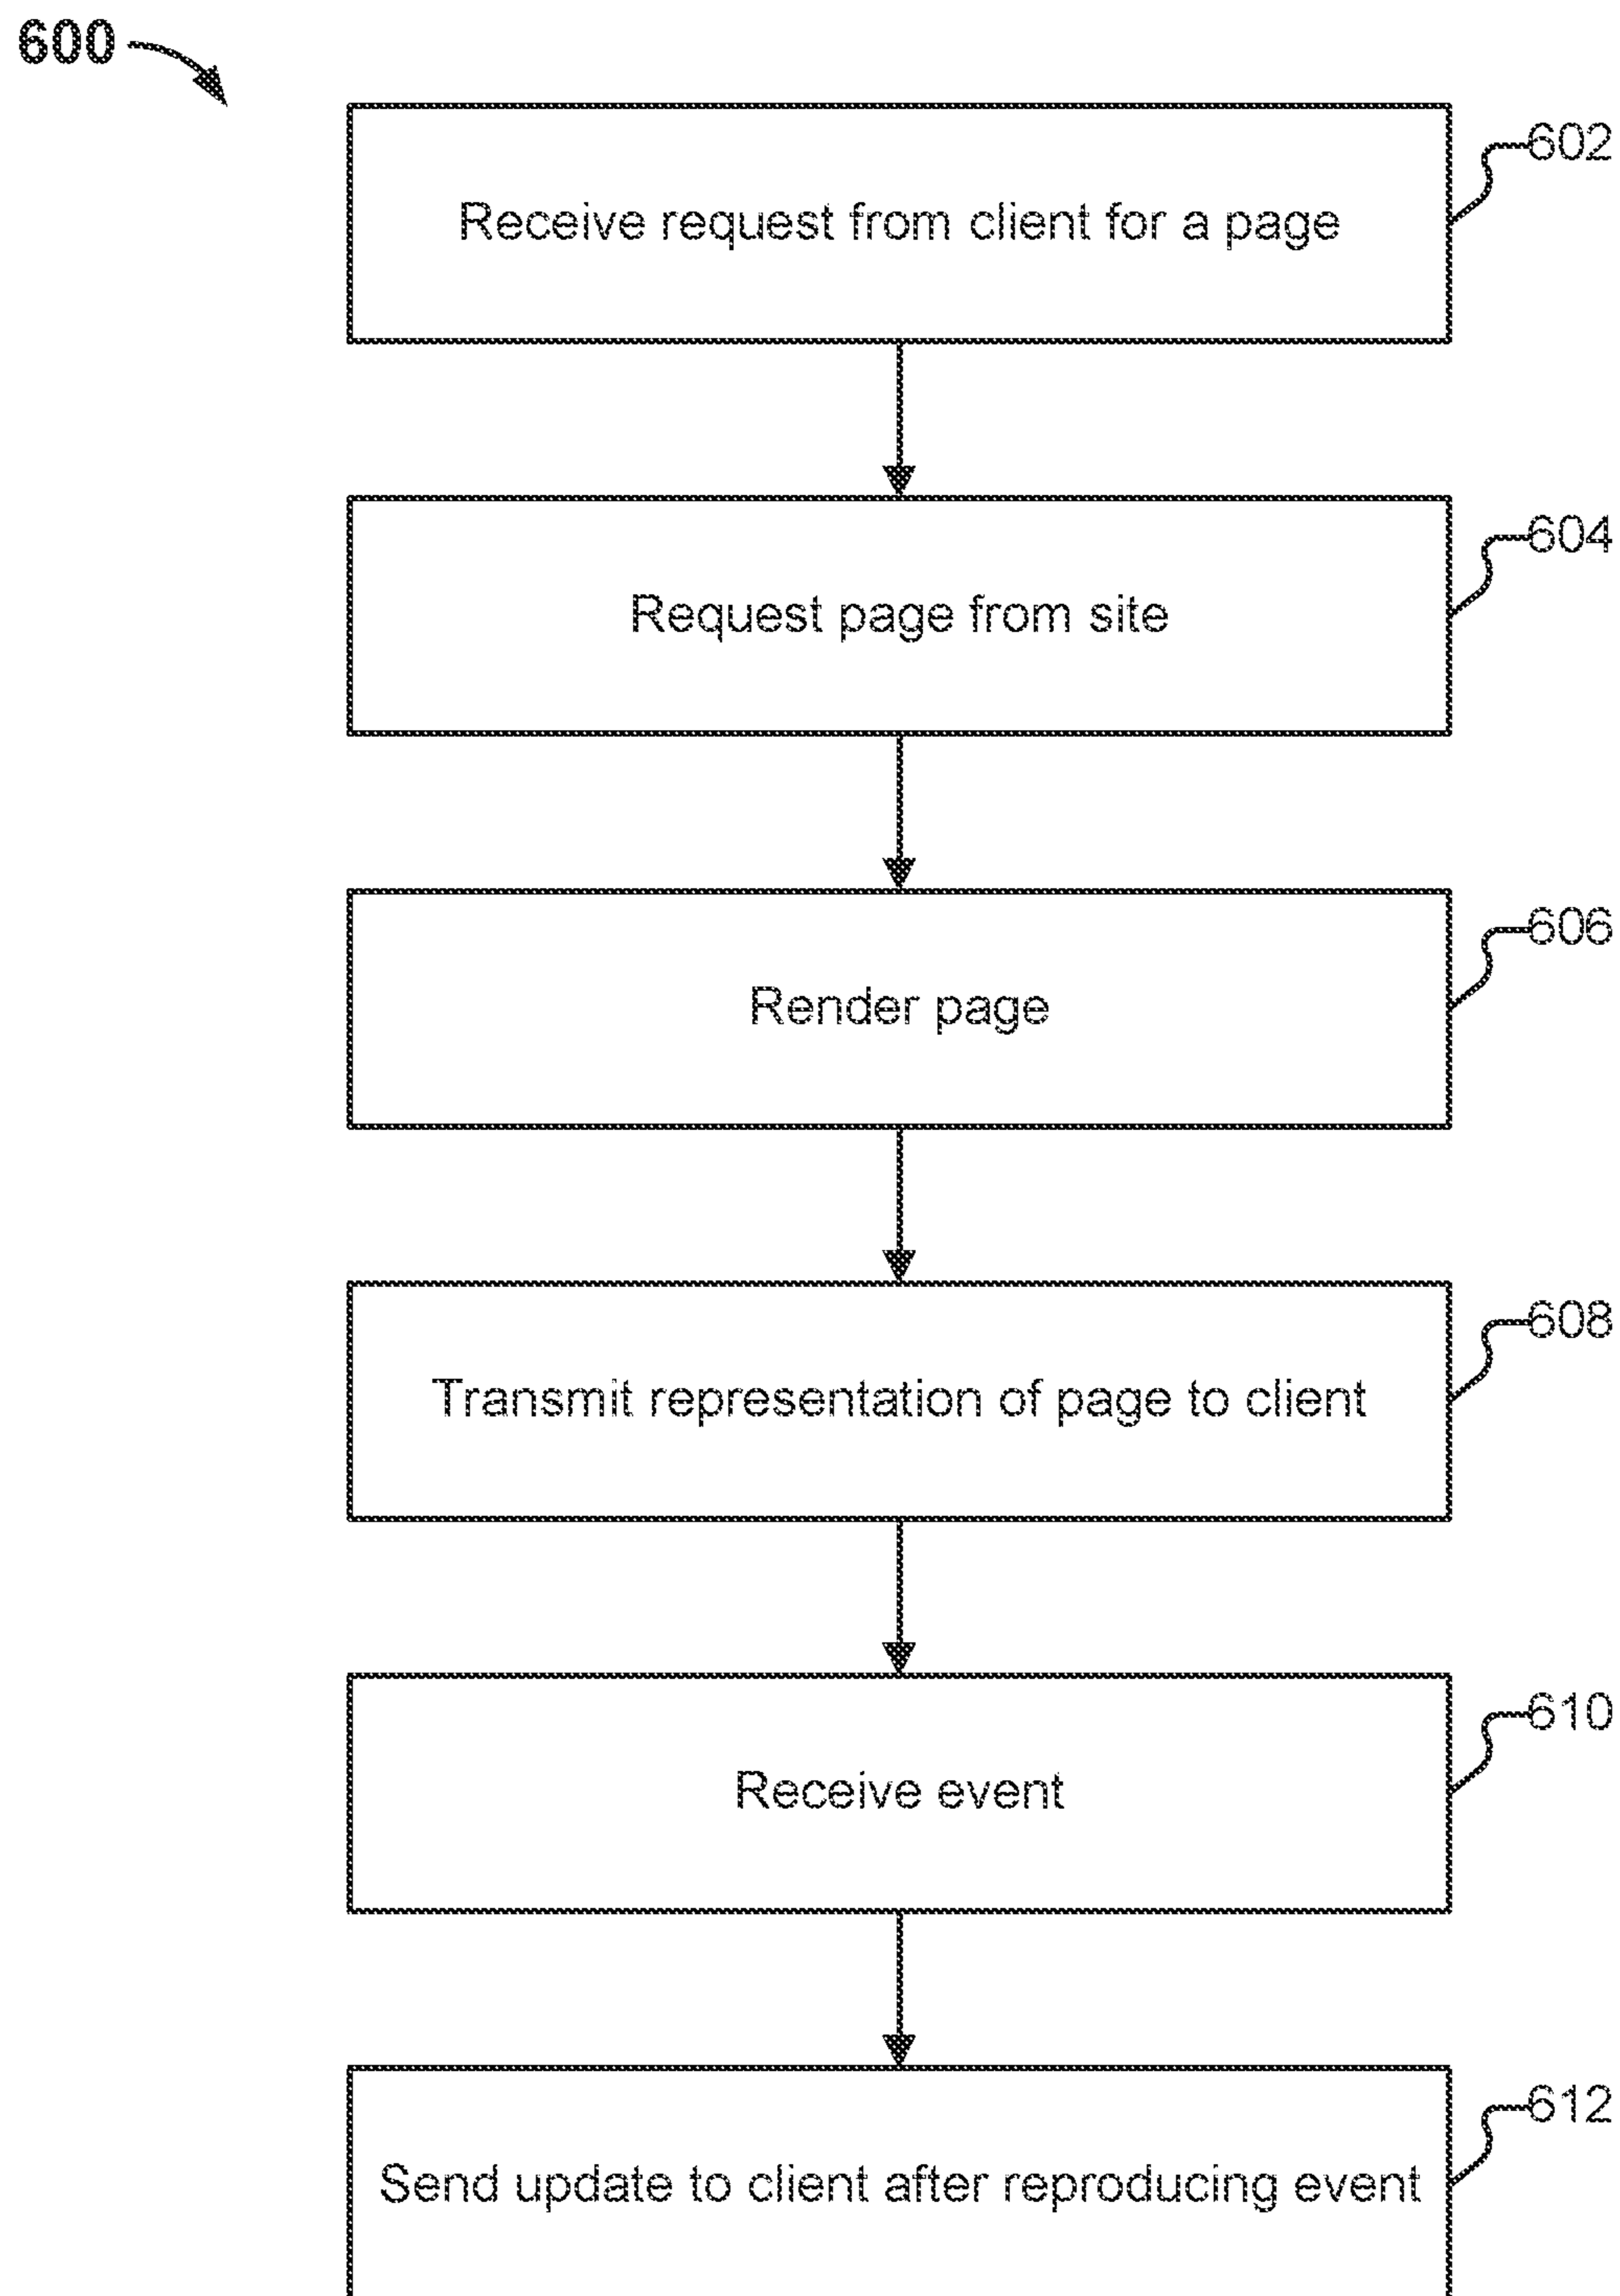 600
Receive request from client for a page
602
Request page from site
604
Render page
606
Transmit representation of page to client
608
Receive event
610
Send update to client after reproducing event
612